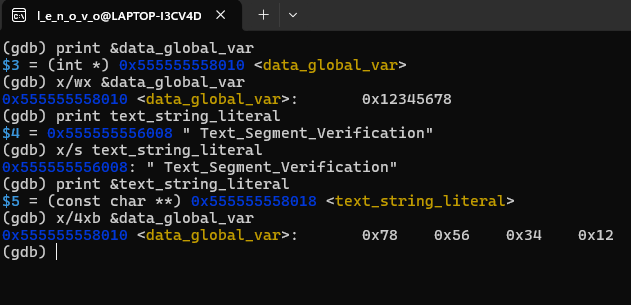 l_e_n_o_v_o@LAPTOP-I3CV4D
(gdb) print &data_global_var
$3 = (int *) 0x555555558010 <data_global_var>
(gdb) x/wx &data_global_var
0x555555558010 <data_global_var>:       0x12345678
(gdb) print text_string_literal
$4 = 0x555555556008 " Text_Segment_Verification"
(gdb) x/s text_string_literal
0x555555556008: " Text_Segment_Verification"
(gdb) print &text_string_literal
$5 = (const char **) 0x555555558018 <text_string_literal>
(gdb) x/4xb &data_global_var
0x555555558010 <data_global_var>:       0x78    0x56    0x34    0x12
(gdb)